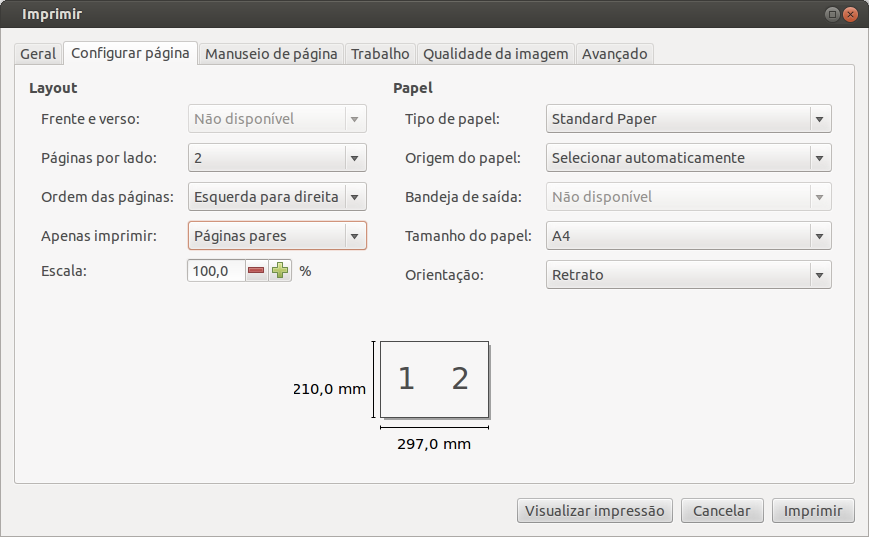 Imprimir
Geral Configurar página Manuseio de página Trabalho Qualidade da imagem Avançado
Layout
Frente e verso: Não disponível
Páginas por lado: 2
Ordem das páginas: Esquerda para direita
Apenas imprimir: Páginas pares
Escala: 100,0 %
Papel
Tipo de papel: Standard Paper
Origem do papel: Selecionar automaticamente
Bandeja de saída: Não disponível
Tamanho do papel: A4
Orientação: Retrato
1 2
210,0 mm
297,0 mm
Visualizar impressão Cancelar Imprimir